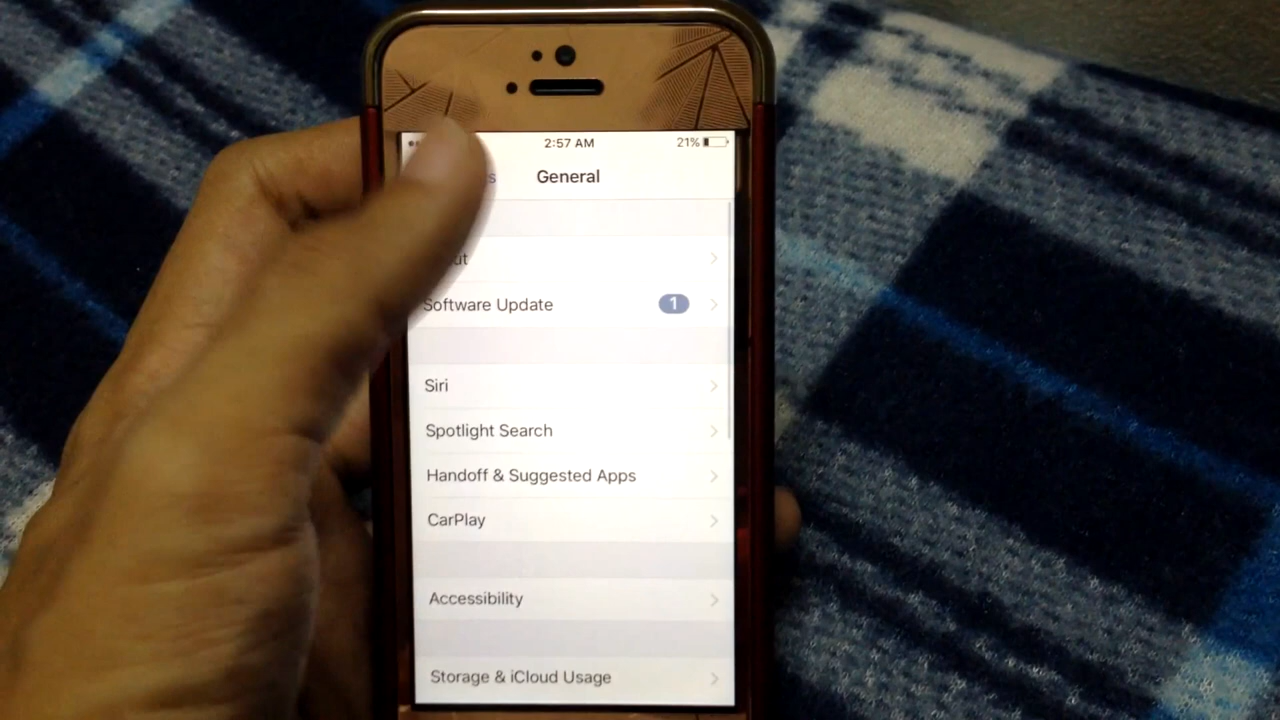 2:57 AM 21%
General
Software Update 1
Siri
Spotlight Search
Handoff & Suggested Apps
CarPlay
Accessibility
Storage & iCloud Usage